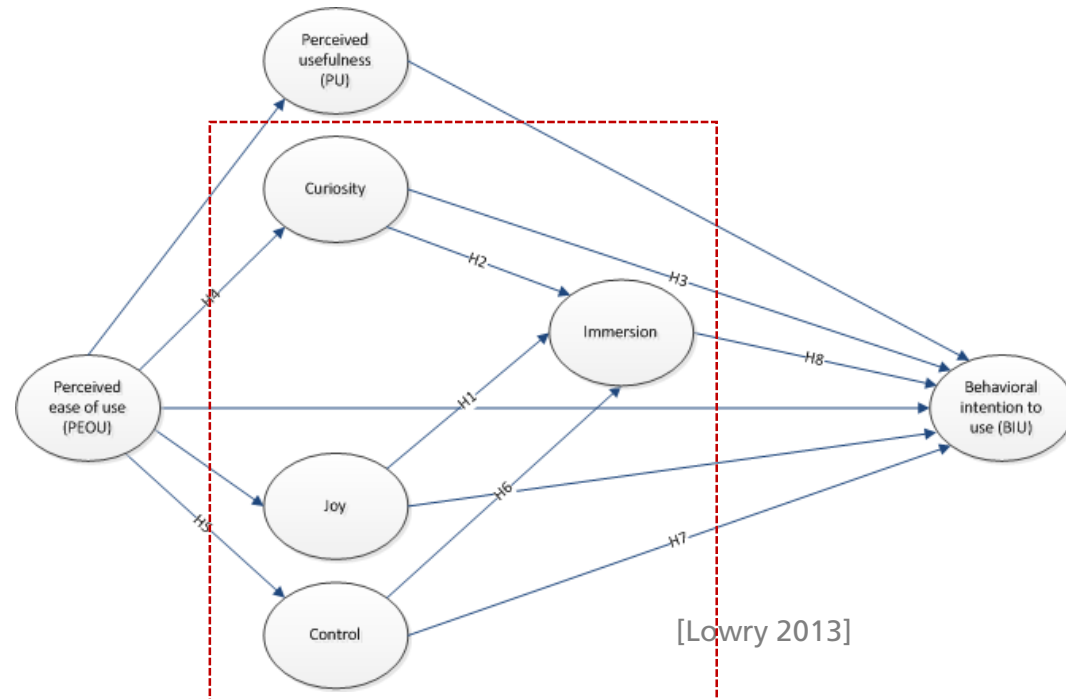 Perceived
usefulness
(PU)
Curiosity
H2
H3
H4
Immersion
H8
Perceived
ease of use
(PEOU)
H1
Behavioral
intention to
use (BIU)
Joy
H6
H5
H7
Control
[Lowry 2013]